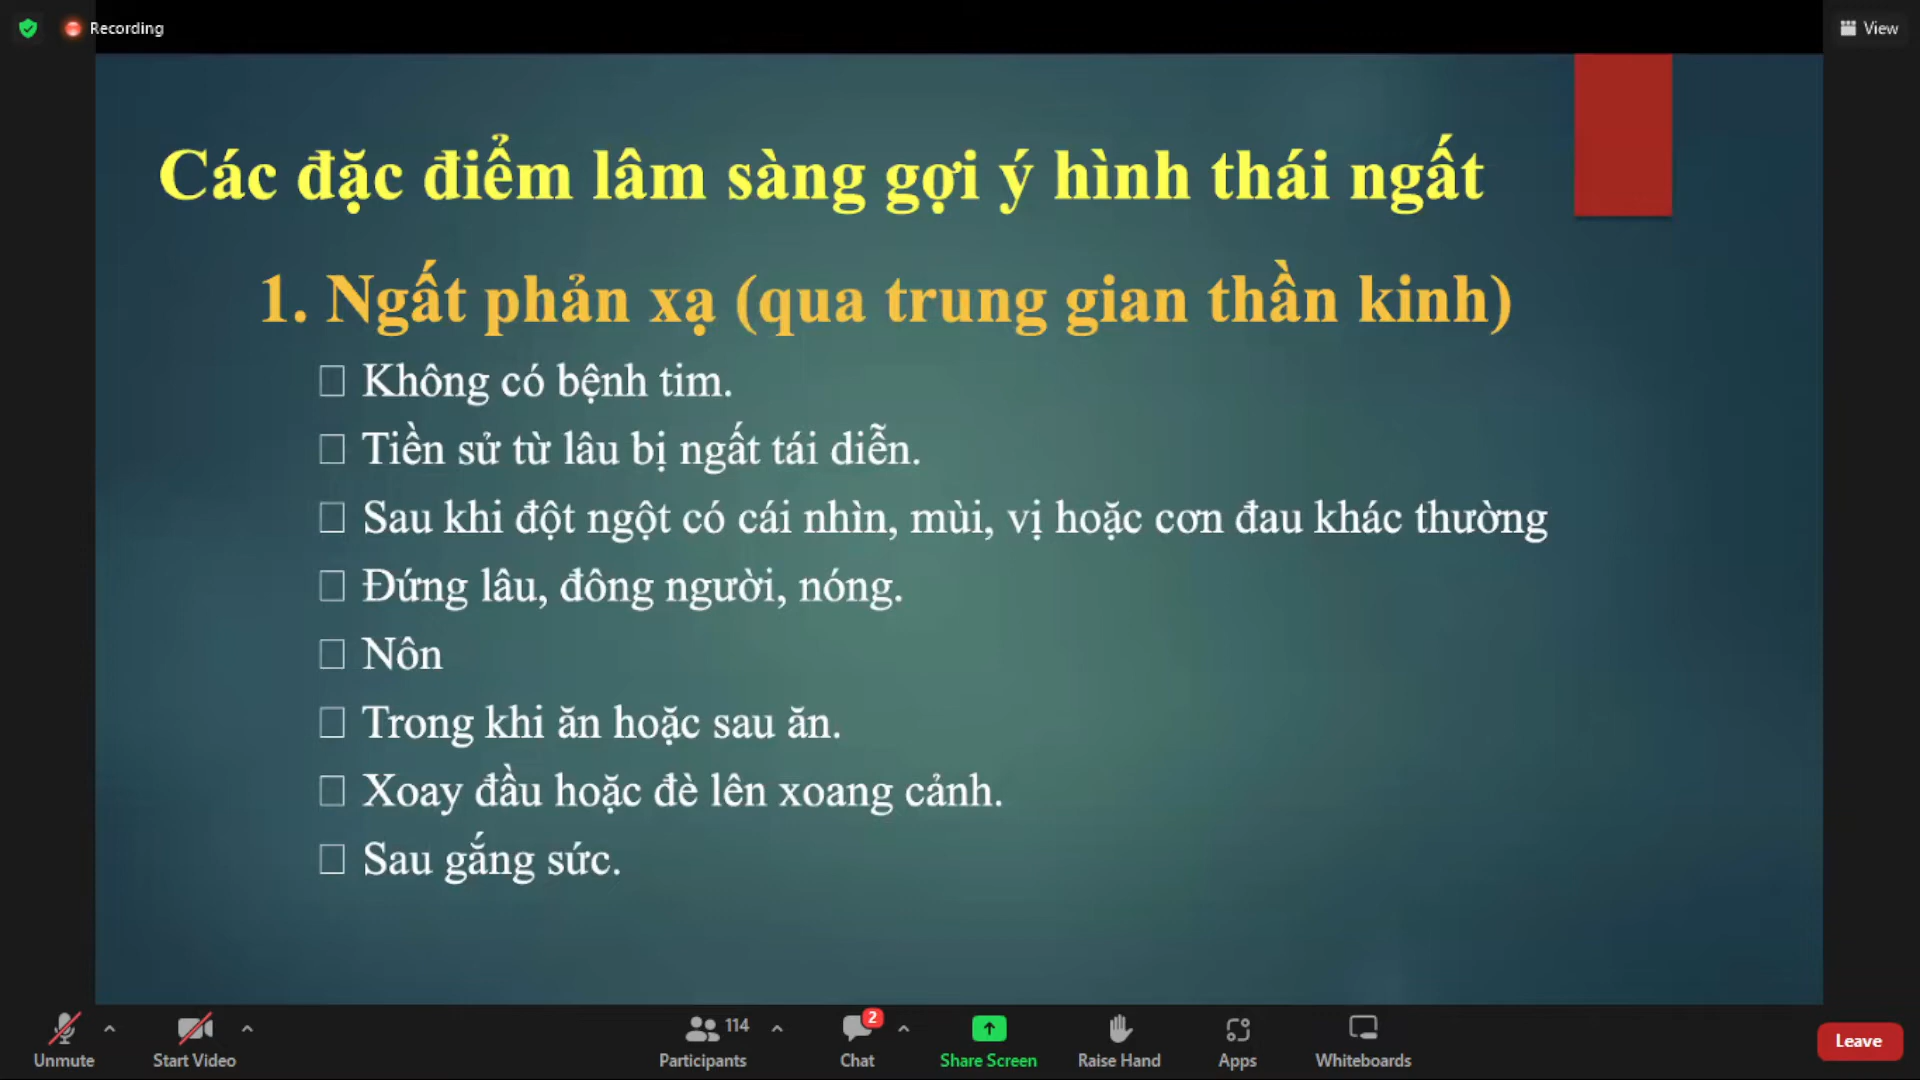 Recording
View
Các đặc điểm lâm sàng gợi ý hình thái ngất
1. Ngất phản xạ (qua trung gian thần kinh)
Không có bệnh tim.
Tiền sử từ lâu bị ngất tái diễn.
Sau khi đột ngột có cái nhìn, mùi, vị hoặc cơn đau khác thường
Đứng lâu, đông người, nóng.
Nôn
Trong khi ăn hoặc sau ăn.
Xoay đầu hoặc đè lên xoang cảnh.
Sau gắng sức.
114
2
Unmute
Start Video
Participants
Chat
Share Screen
Raise Hand
Apps
Whiteboards
Leave